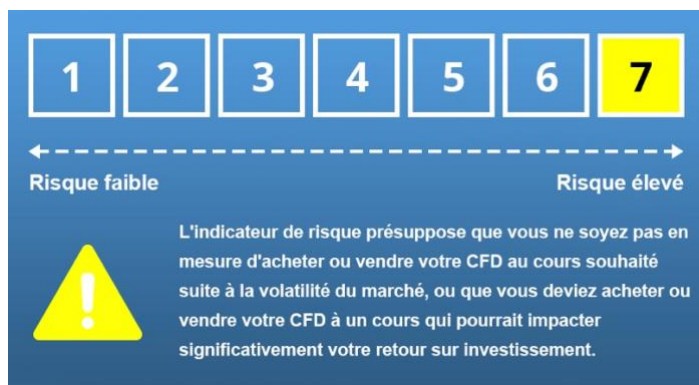 1 2 3 4 5 6 7
Risque faible Risque élevé
L'indicateur de risque présuppose que vous ne soyez pas en
mesure d'acheter ou vendre votre CFD au cours souhaité
suite à la volatilité du marché, ou que vous deviez acheter ou
vendre votre CFD à un cours qui pourrait impacter
significativement votre retour sur investissement.